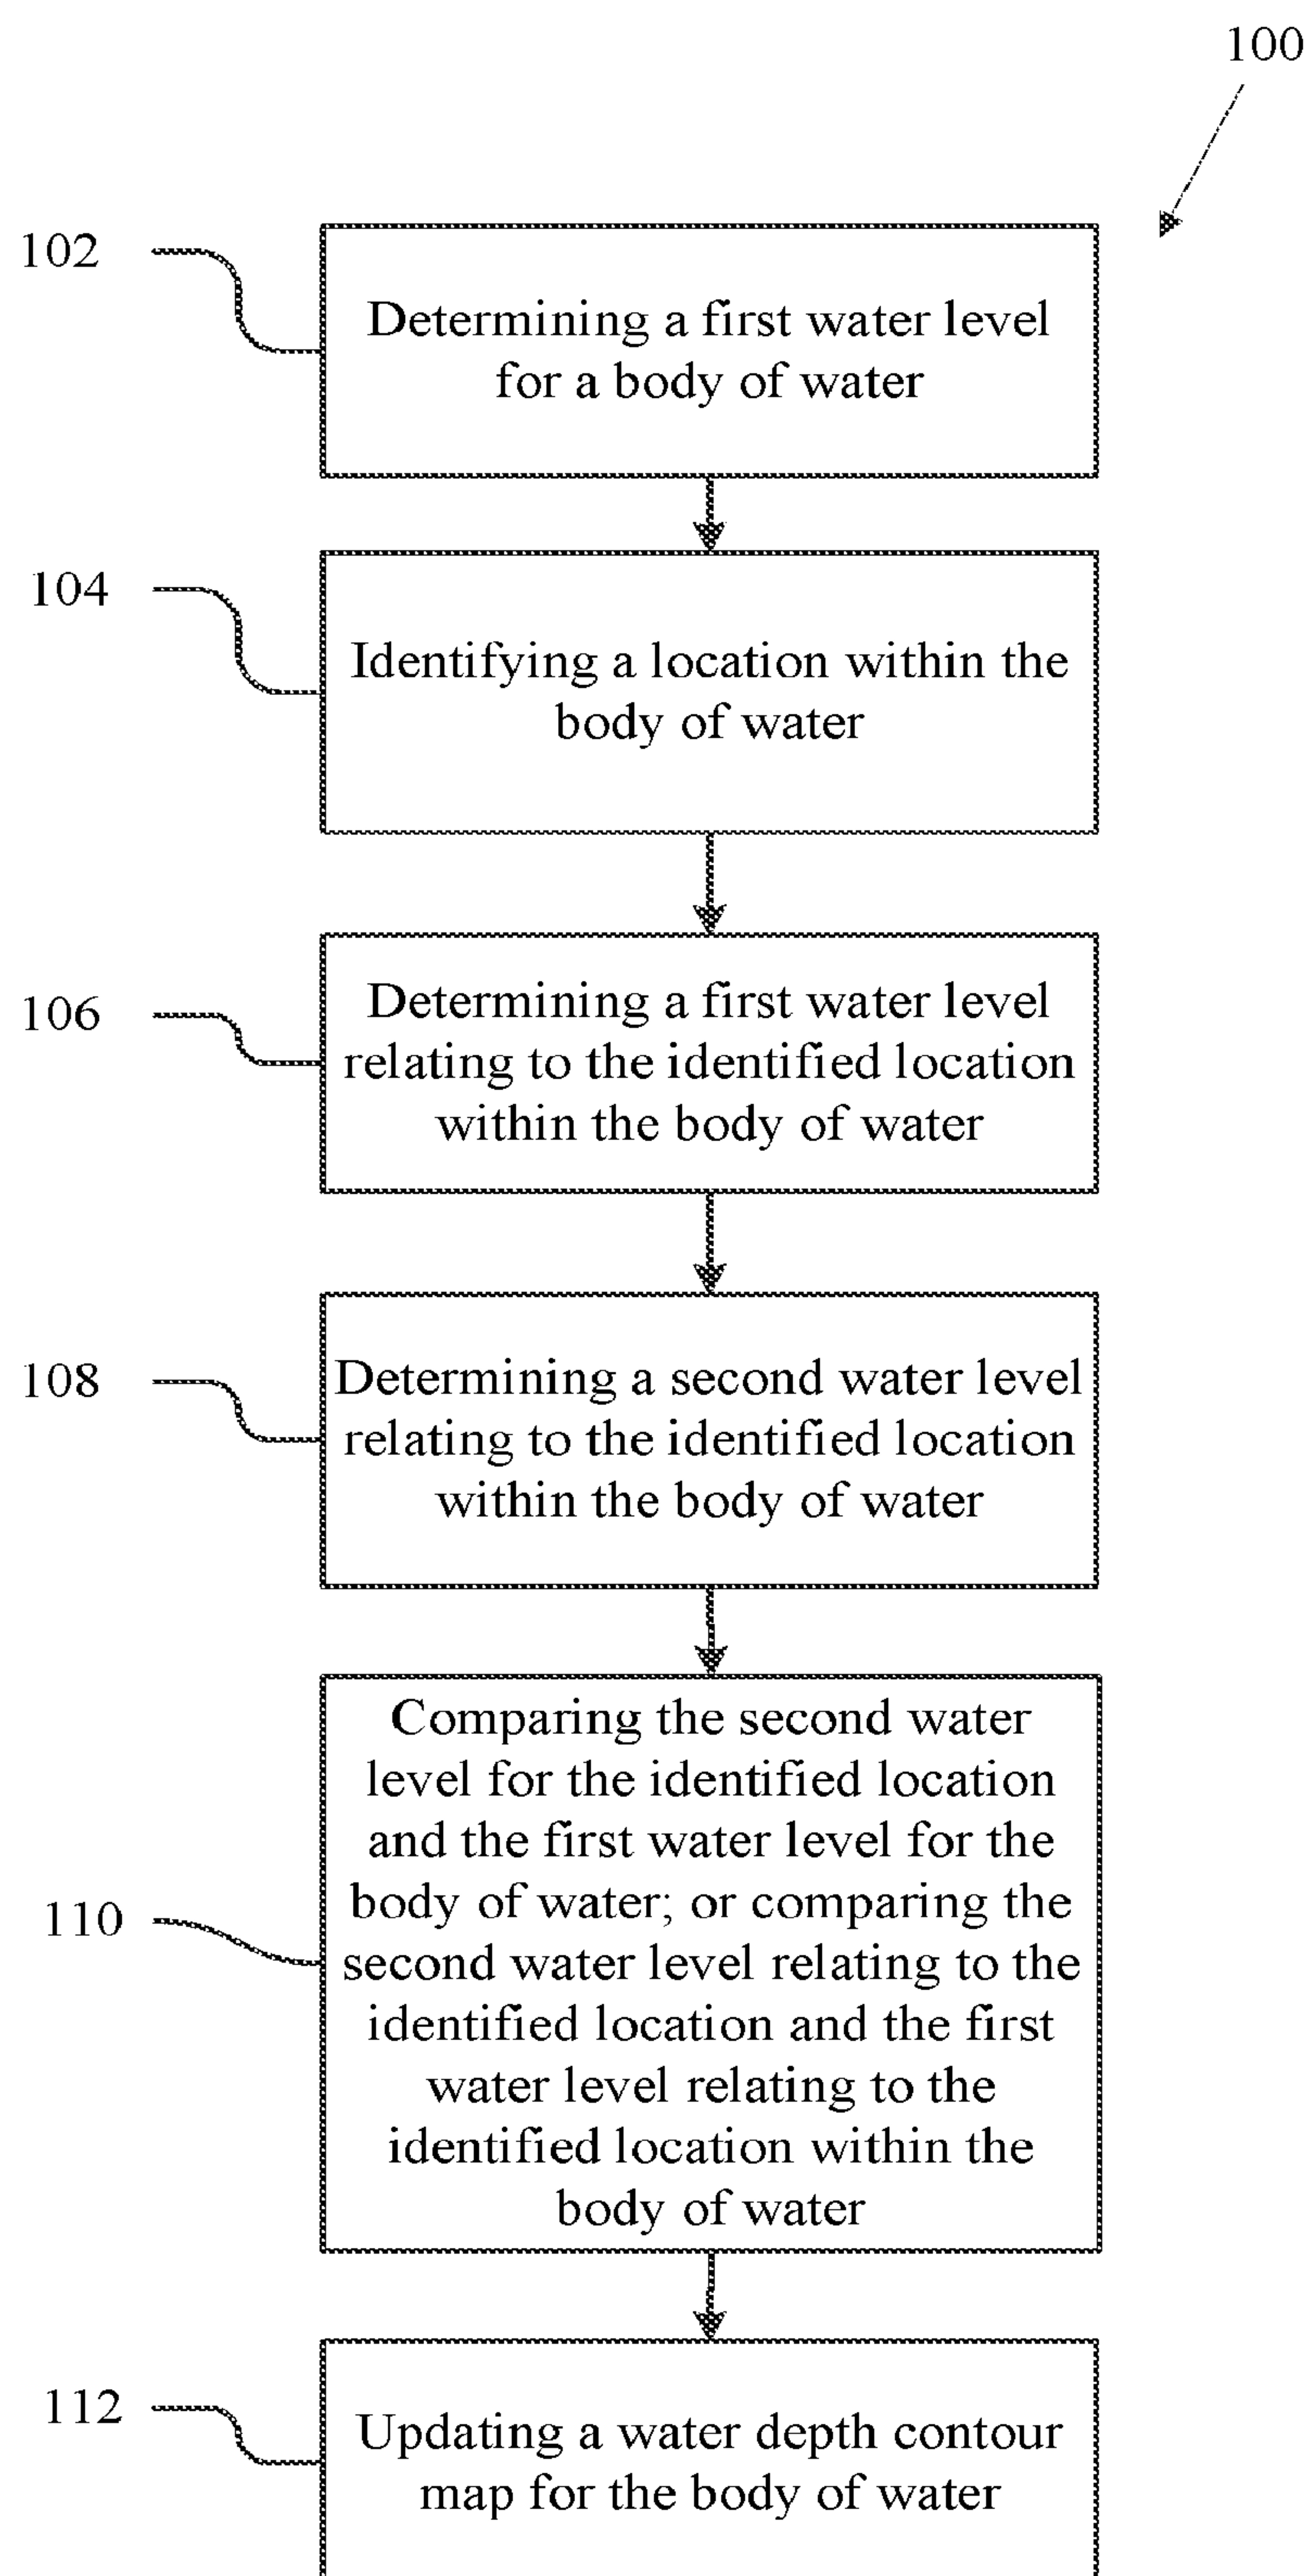 100
102
Determining a first water level
for a body of water
104
Identifying a location within the
body of water
106
Determining a first water level
relating to the identified location
within the body of water
108
Determining a second water level
relating to the identified location
within the body of water
110
Comparing the second water
level for the identified location
and the first water level for the
body of water; or comparing the
second water level relating to the
identified location and the first
water level relating to the
identified location within the
body of water
112
Updating a water depth contour
map for the body of water